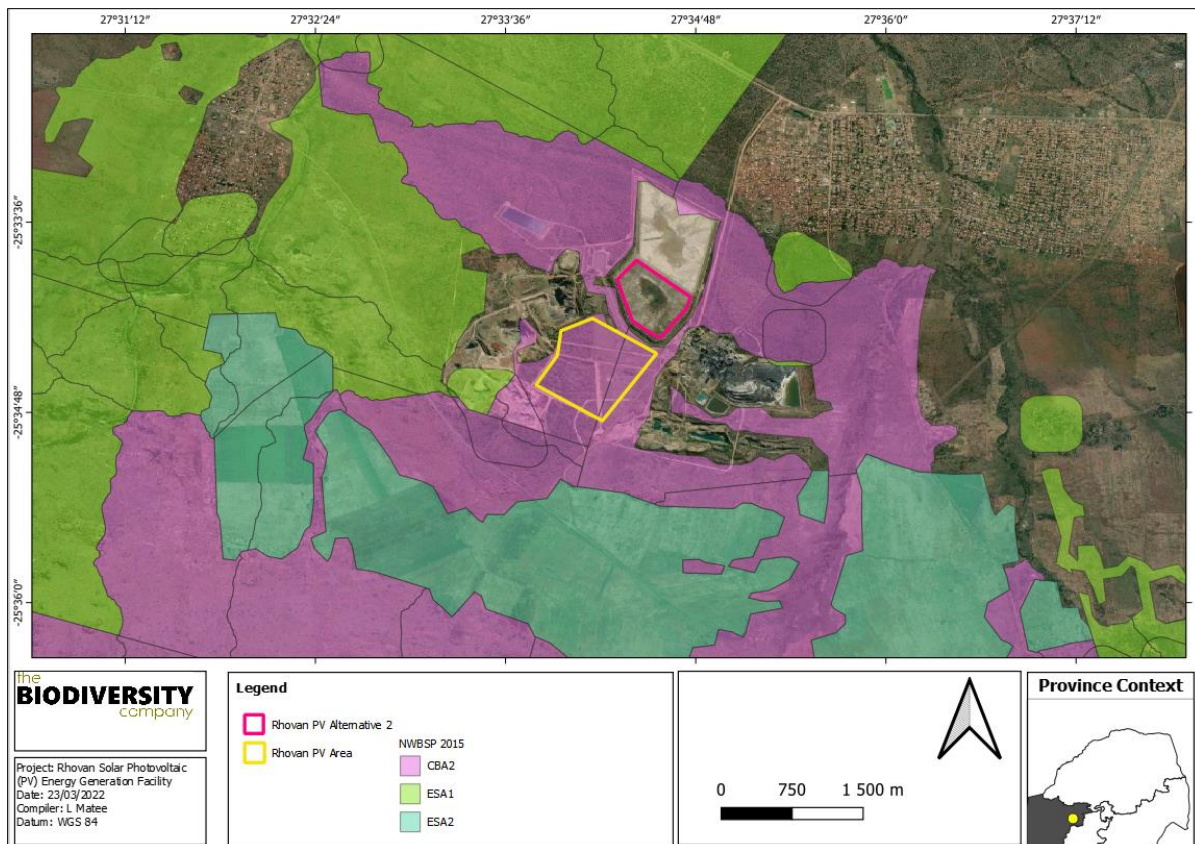 27°31'12" 27°32'24" 27°33'36" 27°34'48" 27°36'0" 27°37'12"
-25°33'36"
-25°34'48"
-25°36'0"
the
BIODIVERSITY
company
Project: Rhovan Solar Photovoltaic
(PV) Energy Generation Facility
Date: 23/03/2022
Compiler: L Matee
Datum: WGS 84
Legend
Rhovan PV Alternative 2
Rhovan PV Area
NWBSP 2015
CBA2
ESA1
ESA2
0 750 1 500 m
Province Context